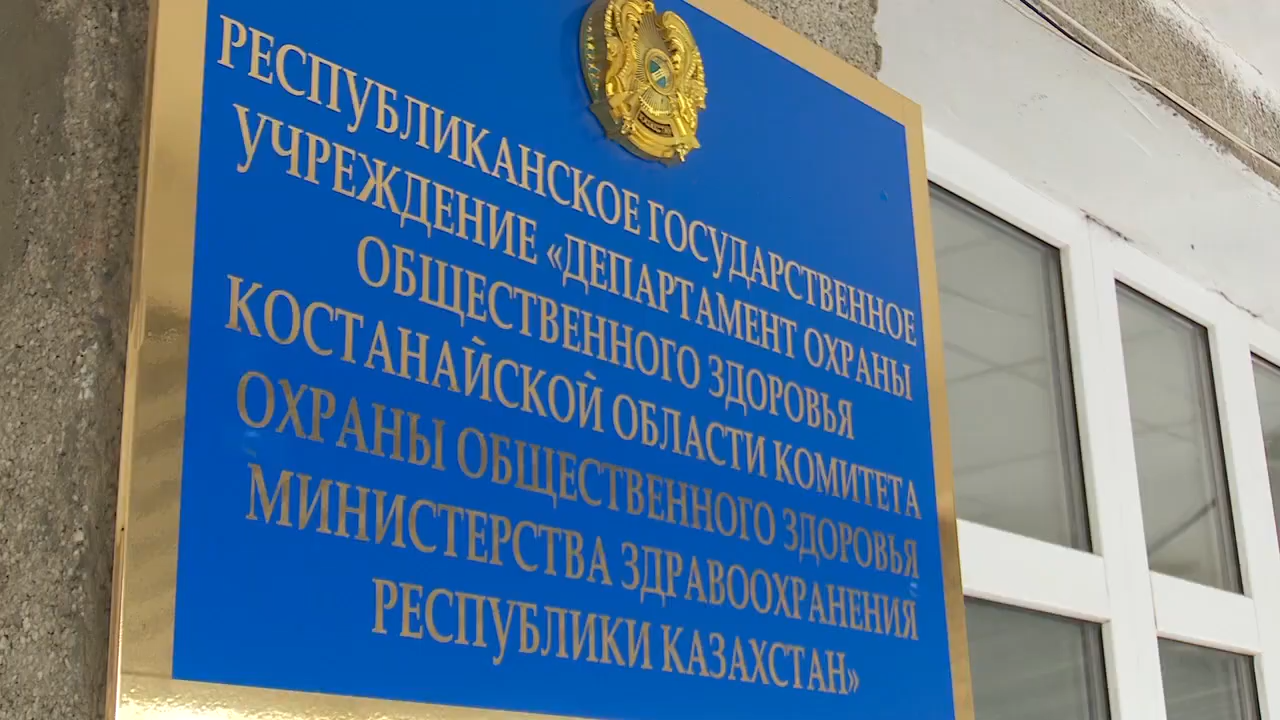 РЕСПУБЛИКАНСКОЕ ГОСУДАРСТВЕННОЕ
УЧРЕЖДЕНИЕ «ДЕПАРТАМЕНТ ОХРАНЫ
ОБЩЕСТВЕННОГО ЗДОРОВЬЯ
КОСТАНАЙСКОЙ ОБЛАСТИ КОМИТЕТА
ОХРАНЫ ОБЩЕСТВЕННОГО ЗДОРОВЬЯ
МИНИСТЕРСТВА ЗДРАВООХРАНЕНИЯ
РЕСПУБЛИКИ КАЗАХСТАН»